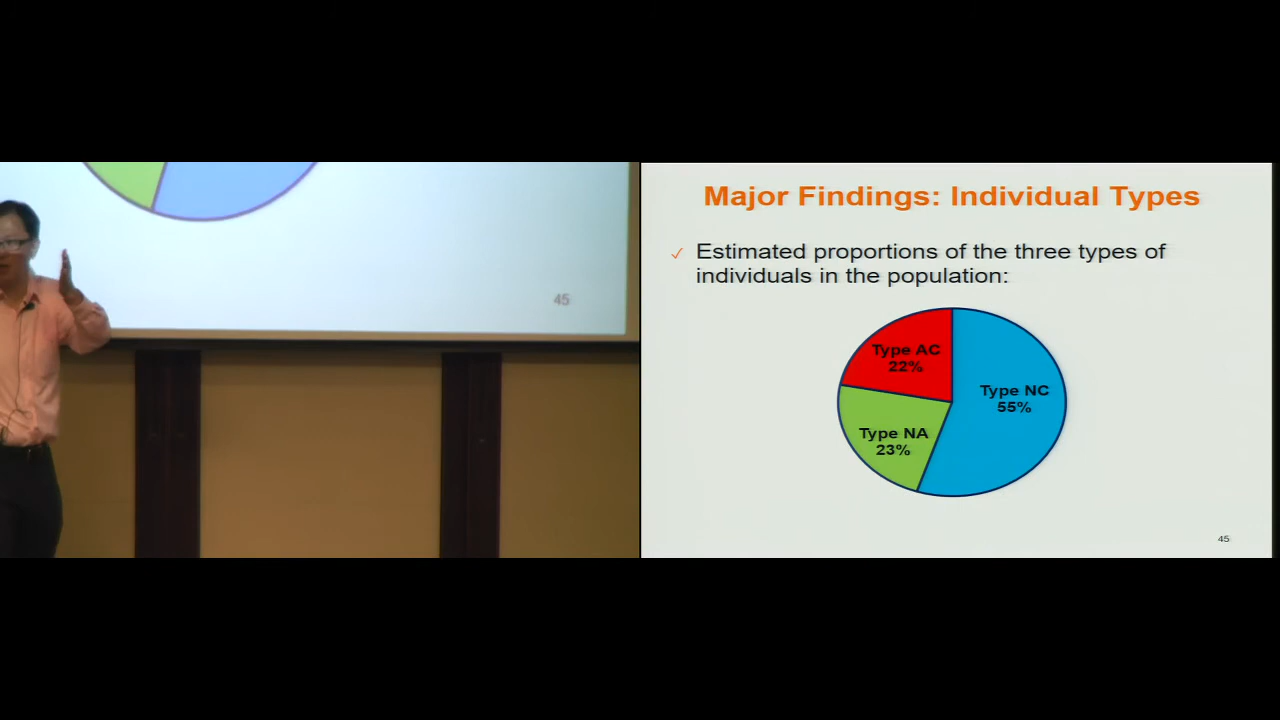 45
Major Findings: Individual Types
✓ Estimated proportions of the three types of
individuals in the population:
Type AC
22%
Type NC
55%
Type NA
23%
45